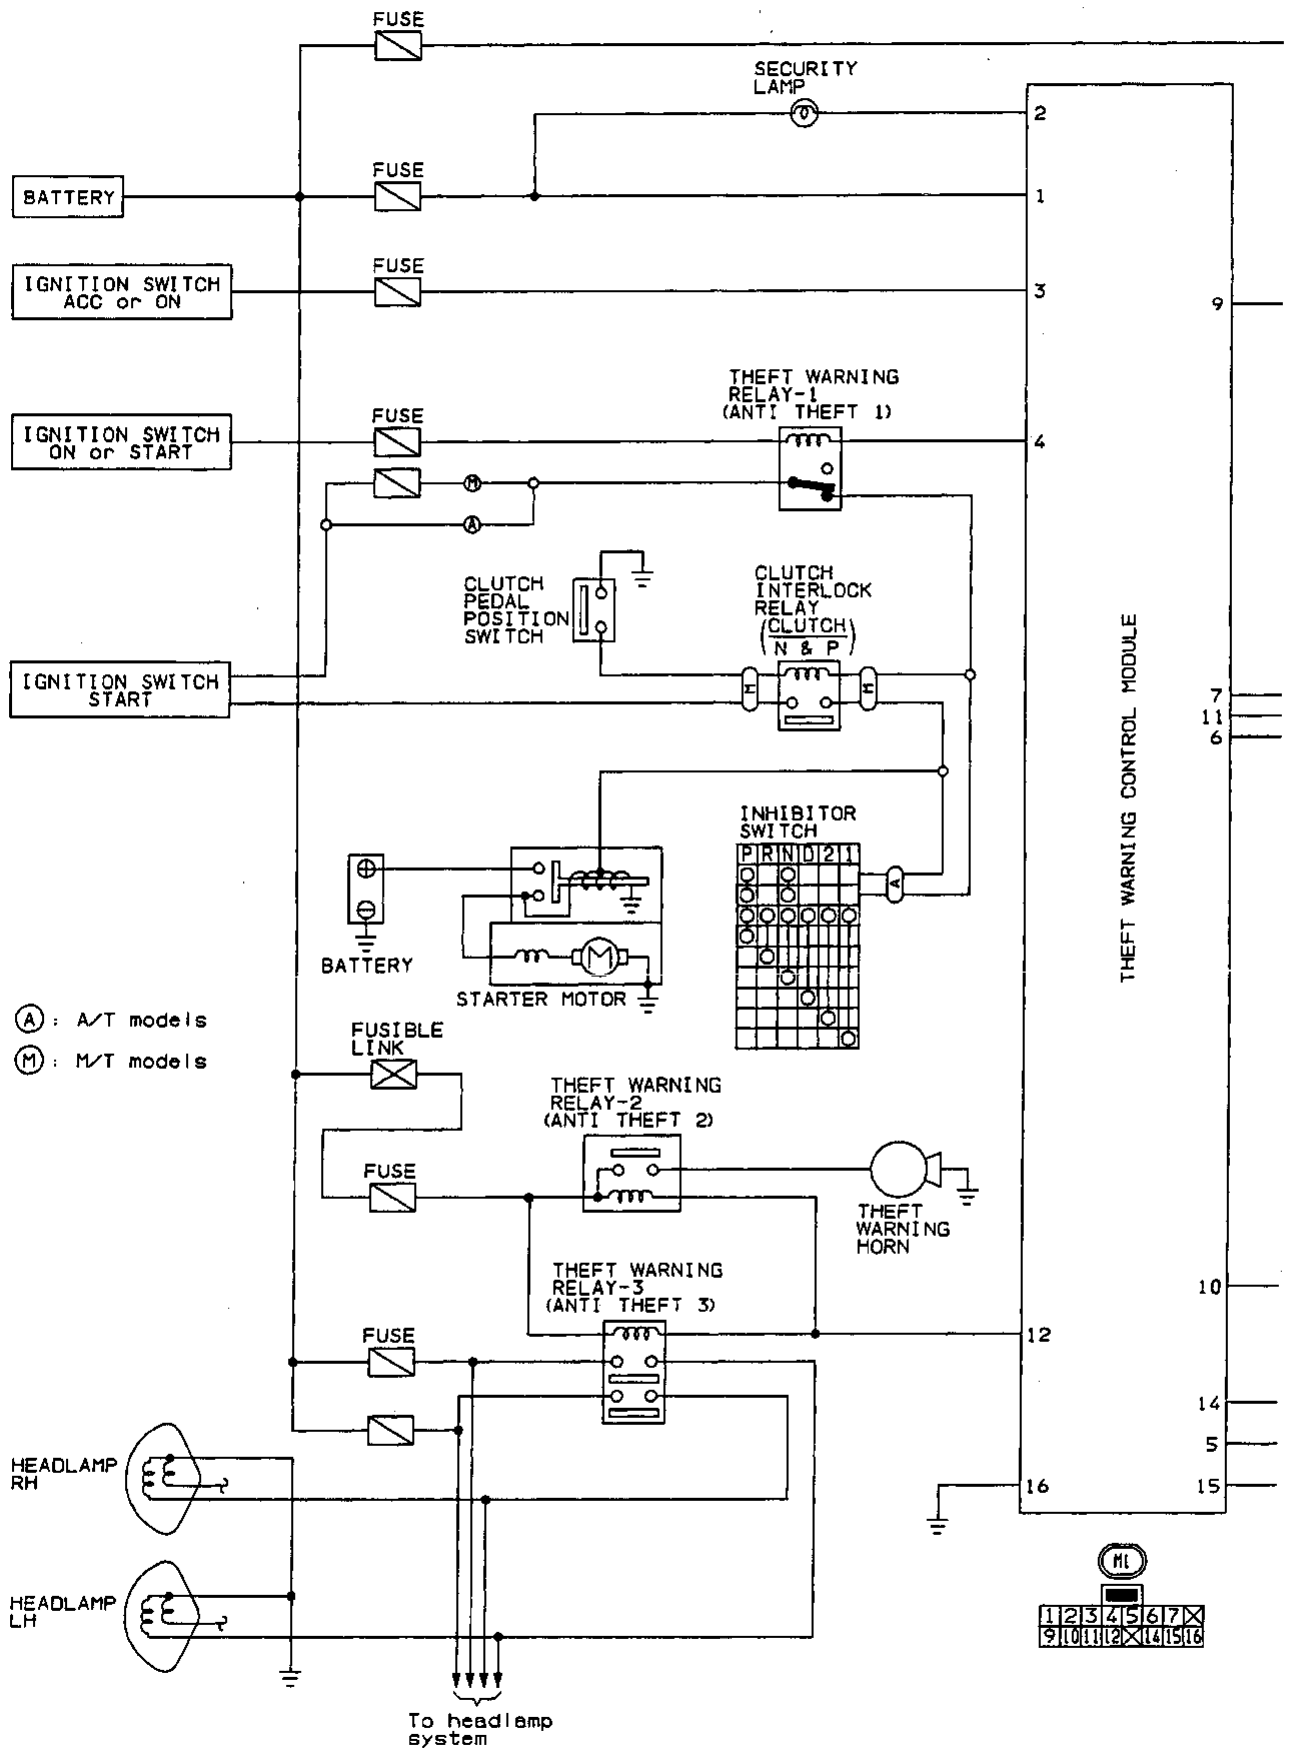 FUSE
SECURITY
LAMP
2
FUSE
BATTERY
1
FUSE
IGNITION SWITCH
ACC or ON
3
9
THEFT WARNING
RELAY-1
(ANTI THEFT 1)
FUSE
IGNITION SWITCH
ON or START
4
M
A
CLUTCH
PEDAL
POSITION
SWITCH
CLUTCH
INTERLOCK
RELAY
(CLUTCH)
N & P
THEFT WARNING CONTROL MODULE
IGNITION SWITCH
START
M
M
7
11
6
INHIBITOR
SWITCH
P R N D 2 1
A
BATTERY
M
STARTER MOTOR
A : A/T models
M : M/T models
FUSIBLE
LINK
THEFT WARNING
RELAY-2
(ANTI THEFT 2)
FUSE
THEFT
WARNING
HORN
THEFT WARNING
RELAY-3
(ANTI THEFT 3)
10
FUSE
12
14
5
HEADLAMP
RH
16
15
M1
HEADLAMP
LH
1 2 3 4 5 6 7
9 10 11 12 14 15 16
To headlamp
system